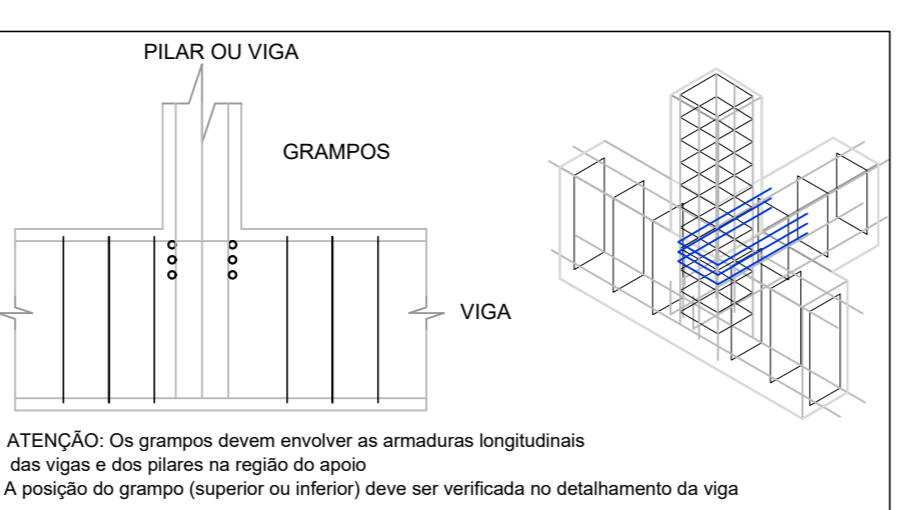 PILAR OU VIGA
GRAMPOS
VIGA
ATENÇÃO: Os grampos devem envolver as armaduras longitudinais
das vigas e dos pilares na região do apoio
A posição do grampo (superior ou inferior) deve ser verificada no detalhamento da viga